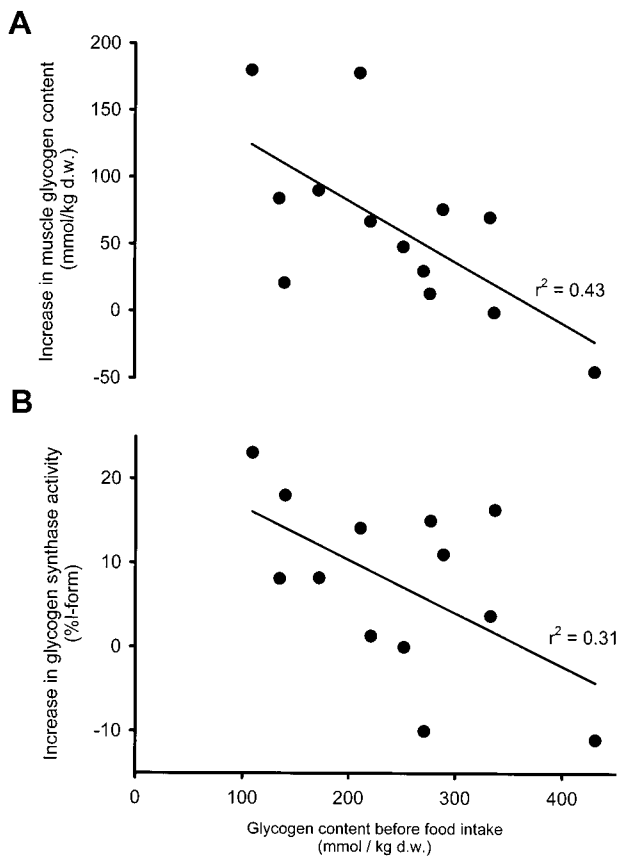 A
Increase in muscle glycogen content
(mmol/kg d.w.)
200
150
100
50
0
-50
r2 = 0.43
B
Increase in glycogen synthase activity
(%I-form)
20
10
0
-10
r2 = 0.31
0
100
200
300
400
Glycogen content before food intake
(mmol / kg d.w.)